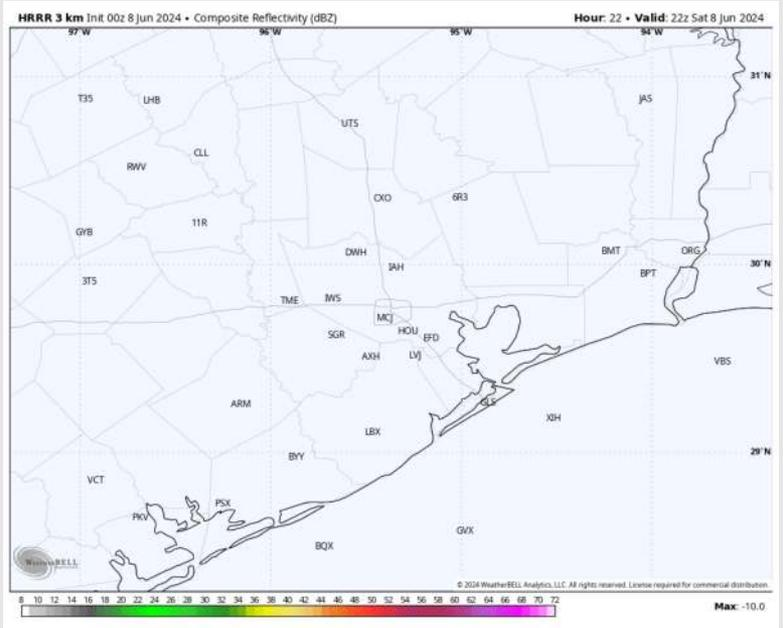 HRRR 3 km Init 00z 8 Jun 2024 • Composite Reflectivity (dBZ)
Hour: 22 • Valid: 22z Sat 8 Jun 2024
97°W 96°W 95°W 94°W
31°N
T35 LHB JAS
UTS
CLL
RWV
CXO 6R3
11R
GYB
DWH BMT ORG
30°N
IAH
BPT
3T5
TME IWS
MCJ
HOU
SGR EFD
AXH LVJ
VBS
ARM GLS
XIH
LBX
29°N
BYY
VCT
PSX
PKV
GVX
BQX
WeatherBELL
© 2024 WeatherBELL Analytics, LLC. All rights reserved. License required for commercial distribution.
8 10 12 14 16 18 20 22 24 26 28 30 32 34 36 38 40 42 44 46 48 50 52 54 56 58 60 62 64 66 68 70 72
Max: -10.0